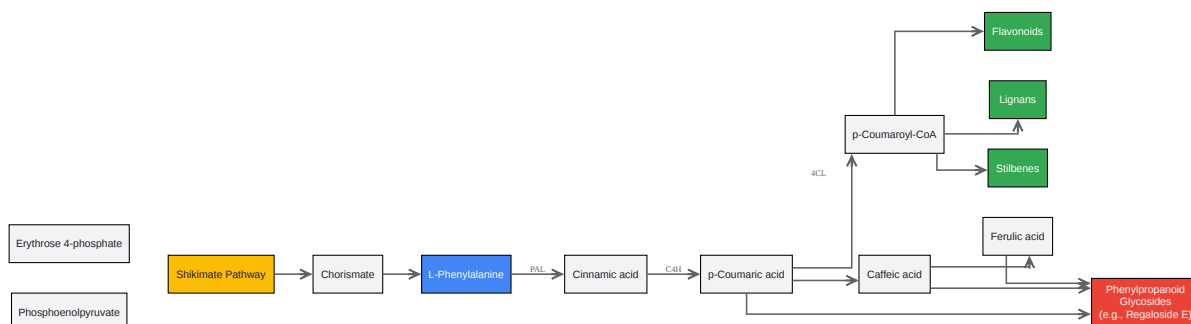 Flavonoids
Lignans
p-Coumaroyl-CoA
Stilbenes
4CL
Erythrose 4-phosphate
Ferulic acid
Shikimate Pathway
Chorismate
L-Phenylalanine
PAL
Cinnamic acid
C4H
p-Coumaric acid
Caffeic acid
Phosphoenolpyruvate
Phenylpropanoid
Glycosides
(e.g., Regaloside E)